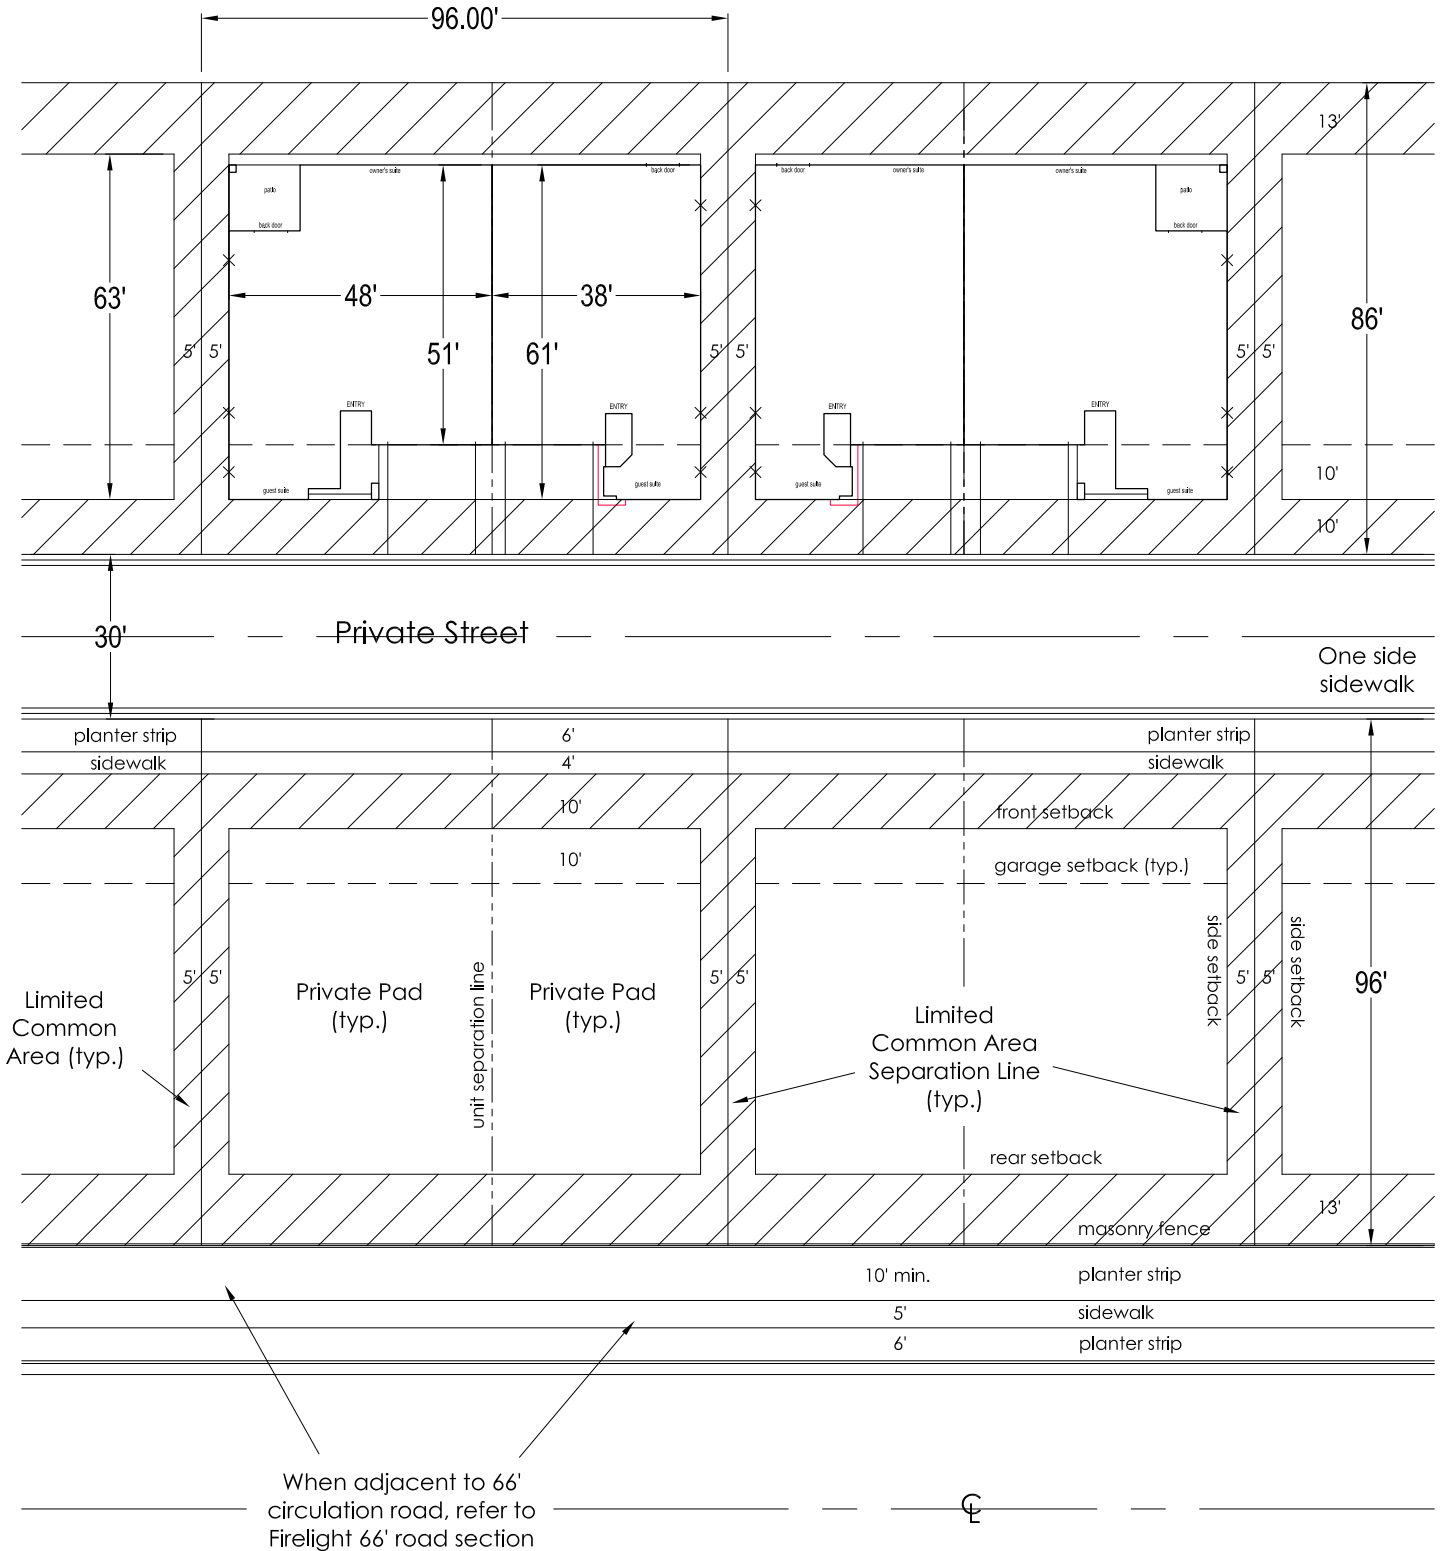 96.00'
13'
owner's suite
back door
back door
owner's suite
owner's suite
patio
patio
back door
back door
63'
48'
38'
86'
5'
5'
51'
61'
5'
5'
5'
5'
ENTRY
ENTRY
ENTRY
ENTRY
10'
guest suite
guest suite
guest suite
guest suite
10'
30'
Private Street
One side
sidewalk
planter strip
6'
planter strip
sidewalk
4'
sidewalk
10'
front setback
10'
garage setback (typ.)
side setback
side setback
5'
5'
5'
5'
5'
5'
96'
Limited
Common
Area (typ.)
Private Pad
(typ.)
unit separation line
Private Pad
(typ.)
Limited
Common Area
Separation Line
(typ.)
rear setback
13'
masonry fence
10' min.
planter strip
5'
sidewalk
6'
planter strip
When adjacent to 66'
circulation road, refer to
Firelight 66' road section
℄